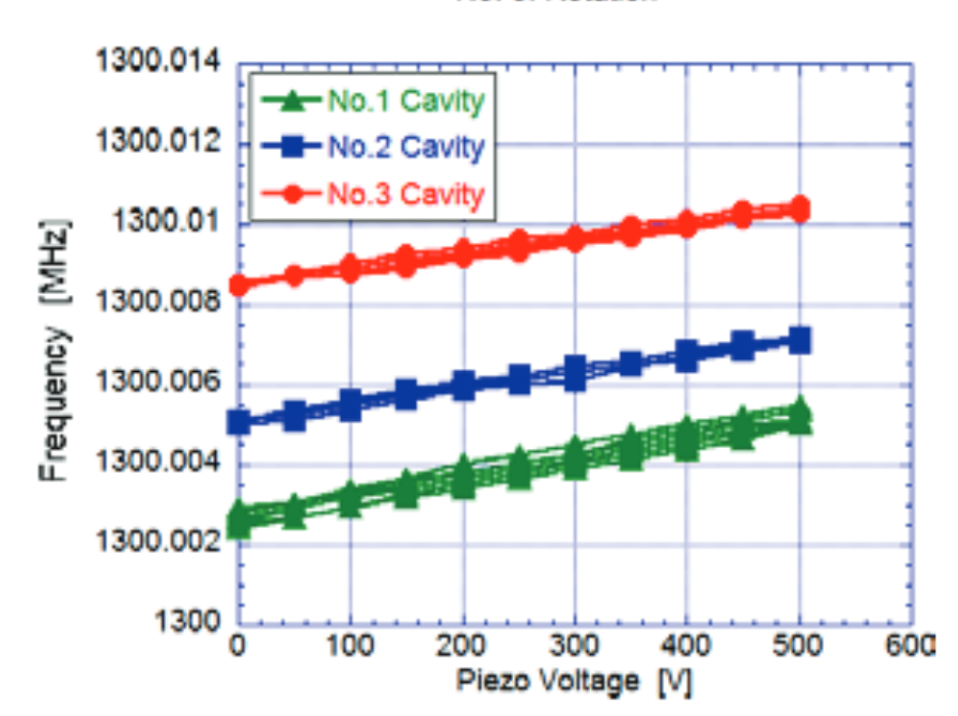 1300.014
1300.012
1300.01
1300.008
1300.006
1300.004
1300.002
1300
Frequency [MHz]
No.1 Cavity
No.2 Cavity
No.3 Cavity
0 100 200 300 400 500 600
Piezo Voltage [V]